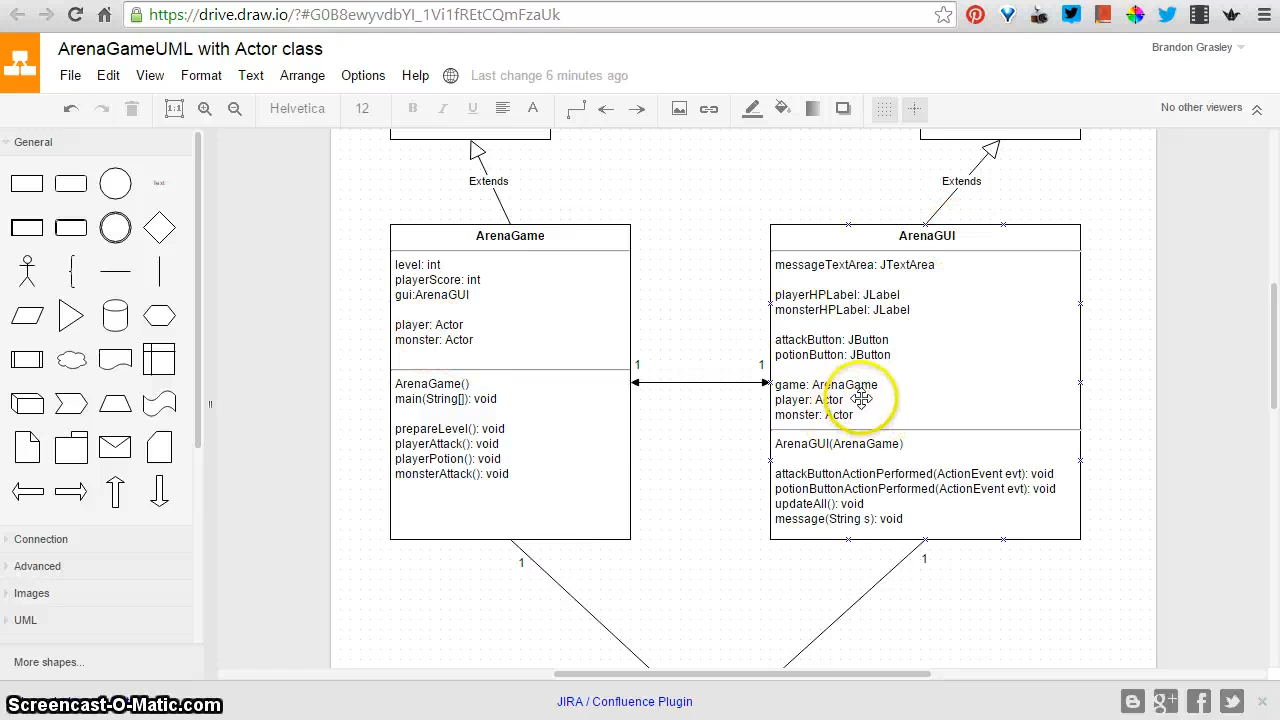 https://drive.draw.io/?#G0B8ewyvdbYI_1Vi1fREtCQmFzaUk
ArenaGameUML with Actor class
Brandon Grasley
File Edit View Format Text Arrange Options Help Last change 6 minutes ago
1:1 Helvetica 12 B I U A
No other viewers
General
Text
Extends
Extends
ArenaGame
level: int
playerScore: int
gui:ArenaGUI
player: Actor
monster: Actor
ArenaGame()
main(String[]): void
prepareLevel(): void
playerAttack(): void
playerPotion(): void
monsterAttack(): void
1
1
ArenaGUI
messageTextArea: JTextArea
playerHPLabel: JLabel
monsterHPLabel: JLabel
attackButton: JButton
potionButton: JButton
game: ArenaGame
player: Actor
monster: Actor
ArenaGUI(ArenaGame)
attackButtonActionPerformed(ActionEvent evt): void
potionButtonActionPerformed(ActionEvent evt): void
updateAll(): void
message(String s): void
1
1
Connection
Advanced
Images
UML
More shapes...
JIRA / Confluence Plugin
Screencast-O-Matic.com